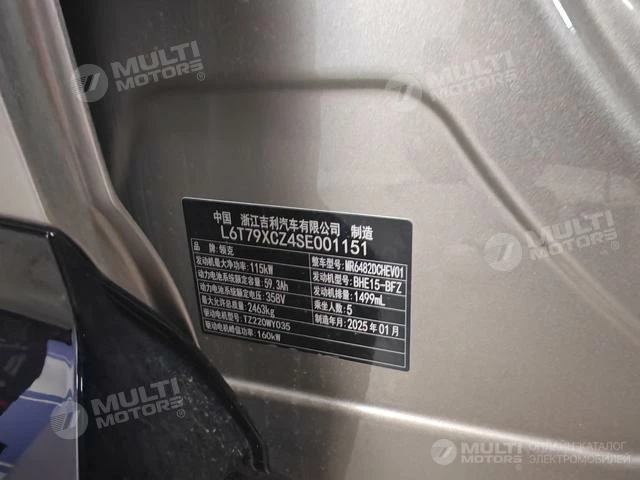 MULTI
MOTORS®
MULTI
MOTORS®
中国 浙江吉利汽车有限公司 制造
L6T79XCZ4SE001151
品牌:领克
发动机最大净功率:115kW 整车型号:MR6482DCHEV01
动力电池系统额定容量:59.3Ah 发动机型号:BHE15-BFZ
动力电池系统额定电压:358V 发动机排量:1499mL
最大允许总质量:2463kg 乘坐人数:5
驱动电机型号:TZ220WY035 制造年月:2025年01月
驱动电机峰值功率:160kW
MULTI
MOTORS®
MULTI
MOTORS®
MULTI
MOTORS®
ОНЛАЙН-КАТАЛОГ
ЭЛЕКТРОМОБИЛЕЙ